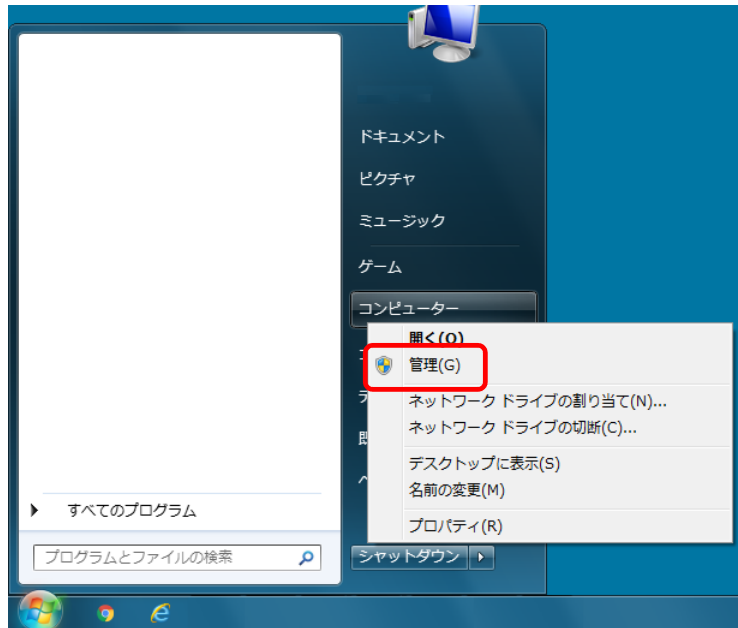 ドキュメント
ピクチャ
ミュージック
ゲーム
コンピューター
開く(O)
管理(G)
ネットワーク ドライブの割り当て(N)...
ネットワーク ドライブの切断(C)...
デスクトップに表示(S)
名前の変更(M)
プロパティ(R)
すべてのプログラム
プログラムとファイルの検索
シャットダウン